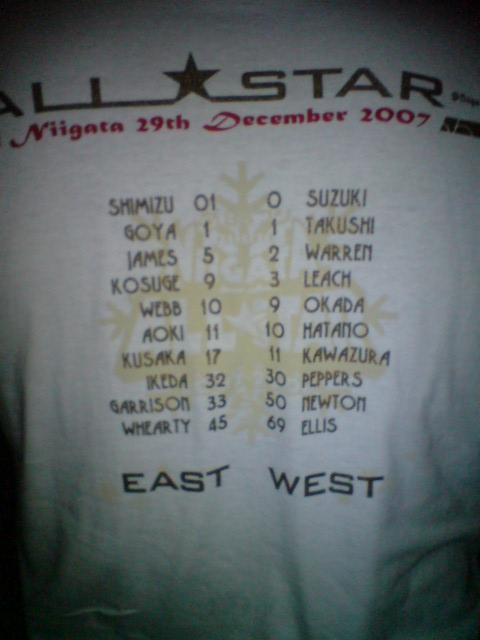 ALL★STAR
Niigata 29th December 2007
SHIMIZU 01 0 SUZUKI
GOYA 1 1 TAKUSHI
JAMES 5 2 WARREN
KOSUGE 9 3 LEACH
WEBB 10 9 OKADA
AOKI 11 10 HATANO
KUSAKA 17 11 KAWAZURA
IKEDA 32 30 PEPPERS
GARRISON 33 50 NEWTON
WHEARTY 45 69 ELLIS
EAST WEST